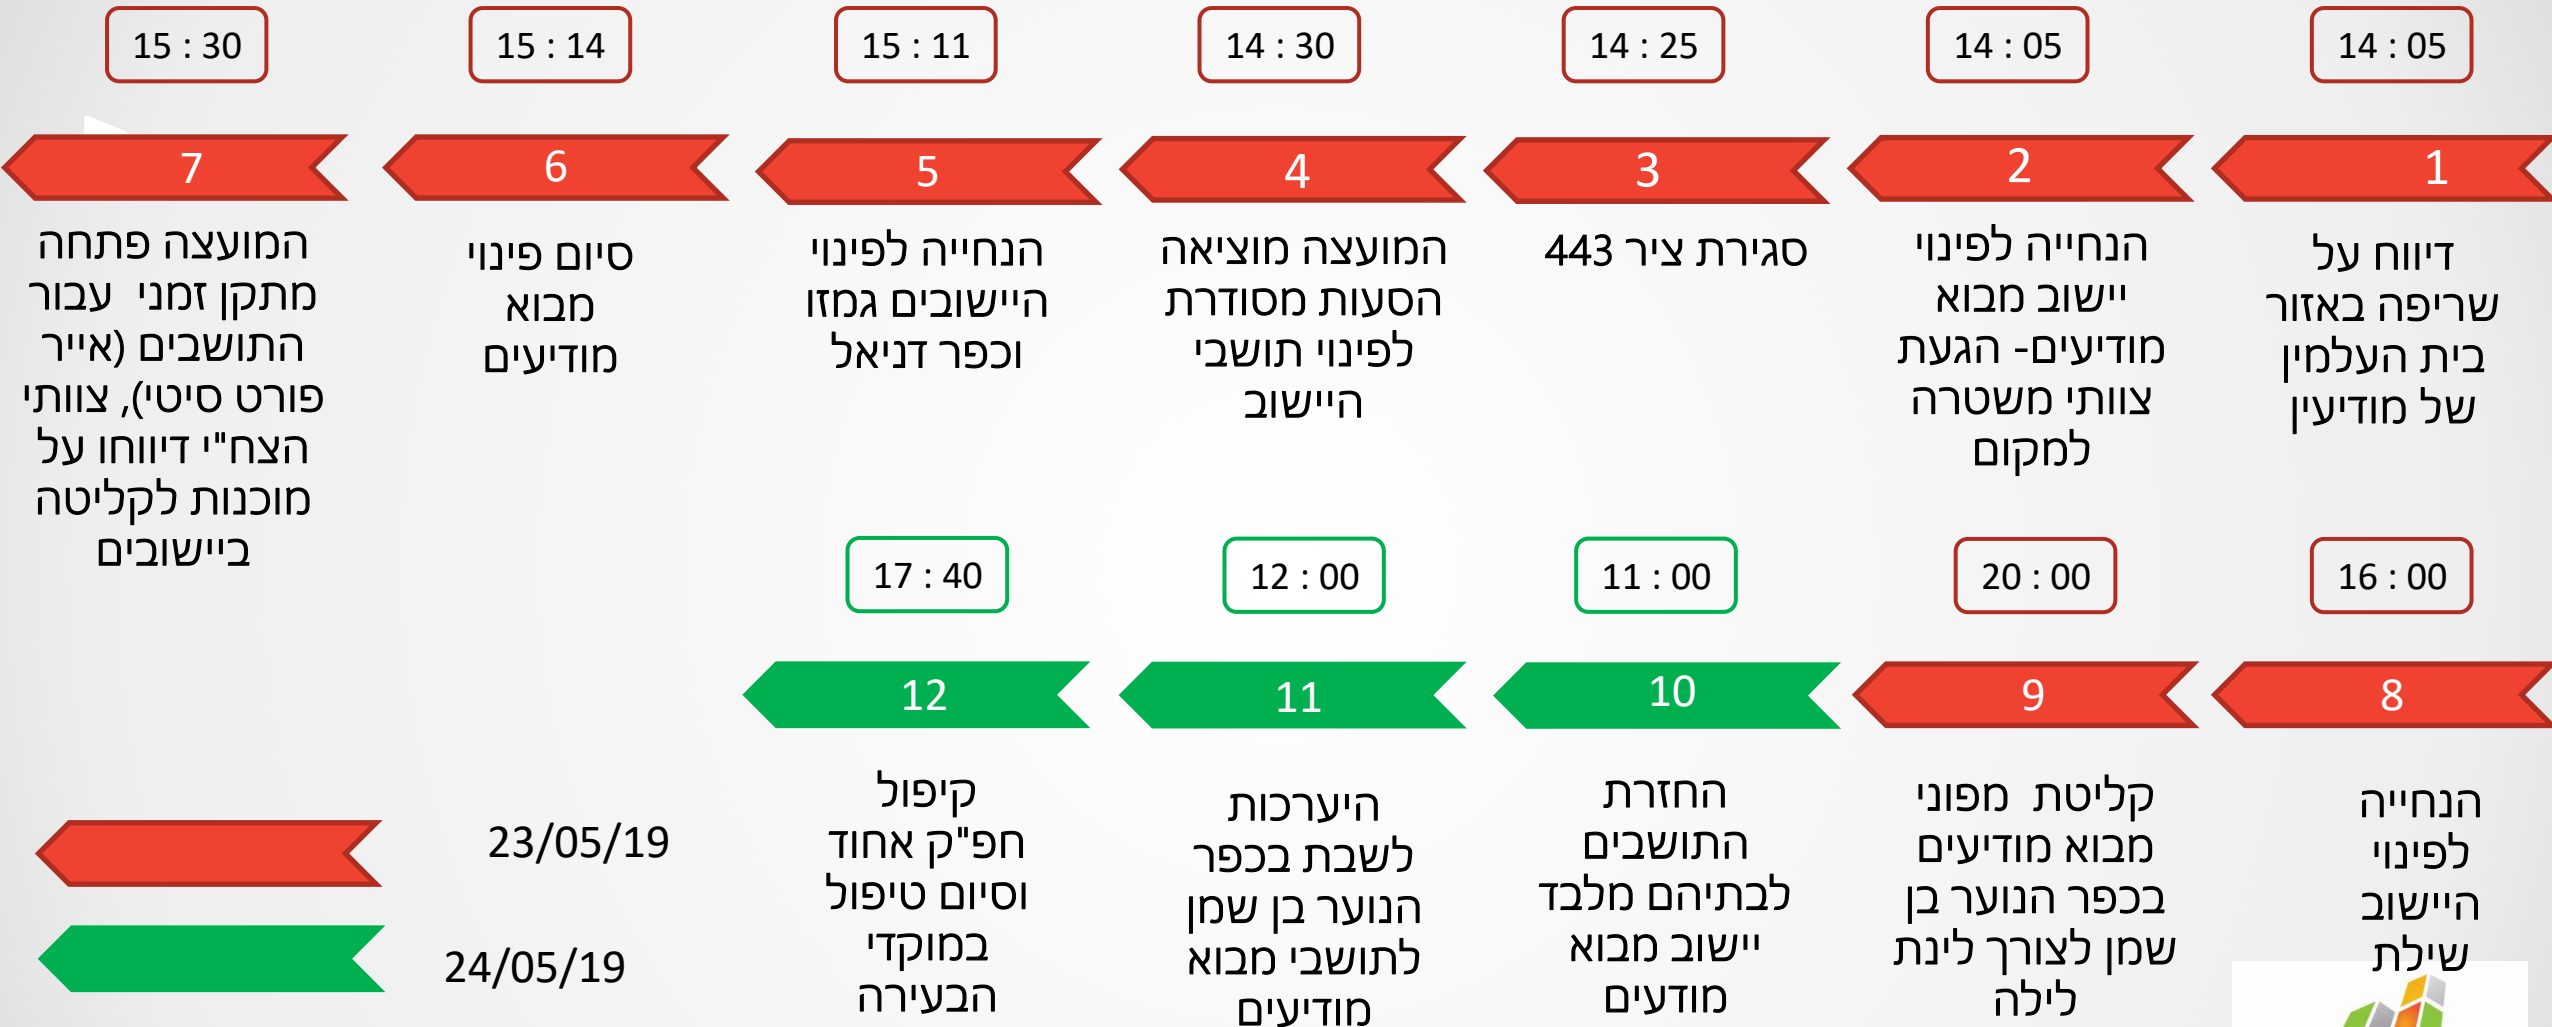 14 : 05
1
דיווח על
שריפה באזור
בית העלמין
של מודיעין
14 : 05
2
הנחייה לפינוי
יישוב מבוא
מודיעים- הגעת
צוותי משטרה
למקום
14 : 25
3
סגירת ציר 443
14 : 30
4
המועצה מוציאה
הסעות מסודרת
לפינוי תושבי
היישוב
15 : 11
5
הנחייה לפינוי
היישובים גמזו
וכפר דניאל
15 : 14
6
סיום פינוי
מבוא
מודיעים
15 : 30
7
המועצה פתחה
מתקן זמני  עבור
התושבים (אייר
פורט סיטי), צוותי
הצח"י דיווחו על
מוכנות לקליטה
ביישובים
16 : 00
8
הנחייה
לפינוי
היישוב
שילת
20 : 00
9
קליטת  מפוני
מבוא מודיעים
בכפר הנוער בן
שמן לצורך לינת
לילה
11 : 00
10
החזרת
התושבים
לבתיהם מלבד
יישוב מבוא
מודעים
12 : 00
11
היערכות
לשבת בכפר
הנוער בן שמן
לתושבי מבוא
מודיעים
17 : 40
12
קיפול
חפ"ק אחוד
וסיום טיפול
במוקדי
הבעירה
23/05/19
24/05/19